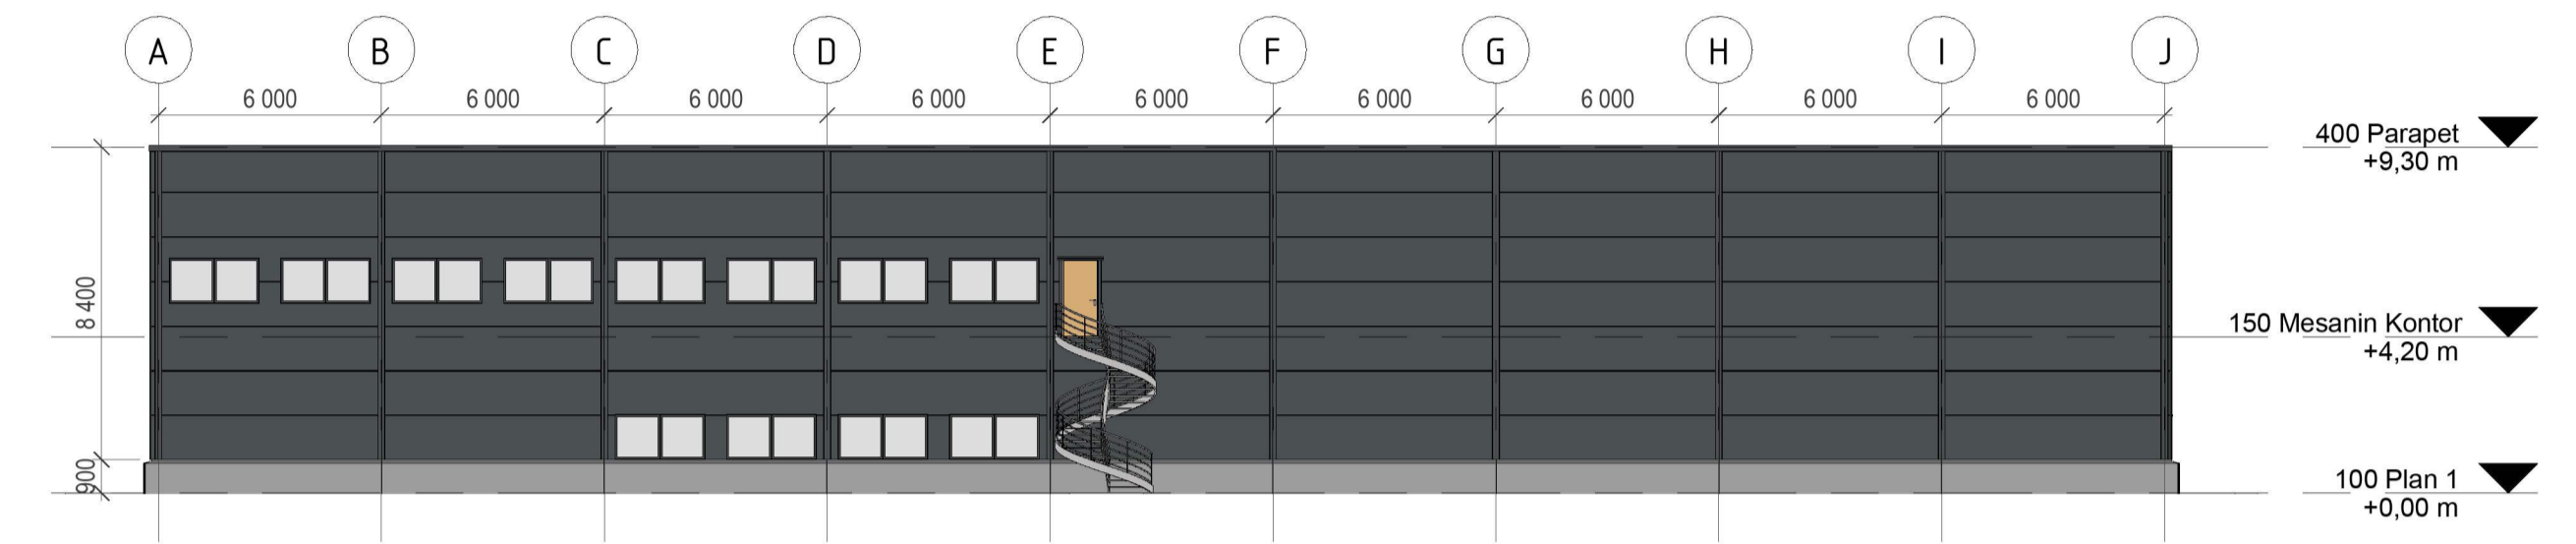 A B C D E F G H I J
6 000 6 000 6 000 6 000 6 000 6 000 6 000 6 000 6 000
400 Parapet
+9,30 m
8 400
150 Mesanin Kontor
+4,20 m
900
100 Plan 1
+0,00 m